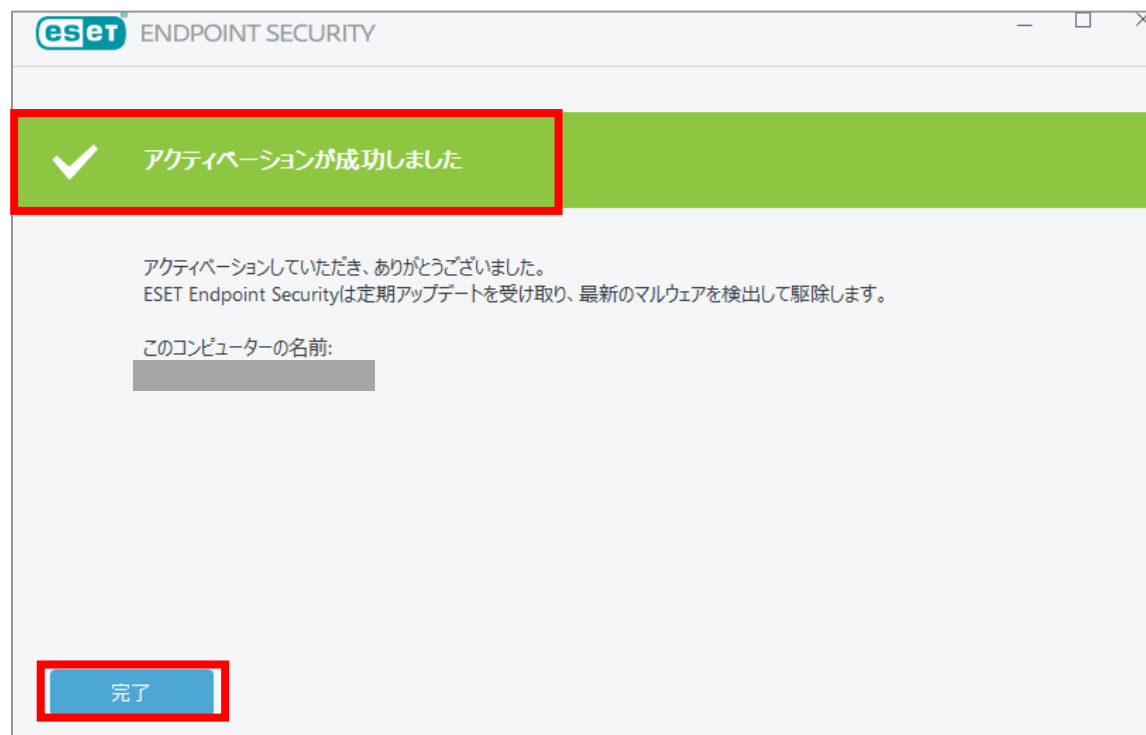 eseT ENDPOINT SECURITY
アクティベーションが成功しました
アクティベーションしていただき、ありがとうございました。
ESET Endpoint Securityは定期アップデートを受け取り、最新のマルウェアを検出して駆除します。
このコンピューターの名前:
完了